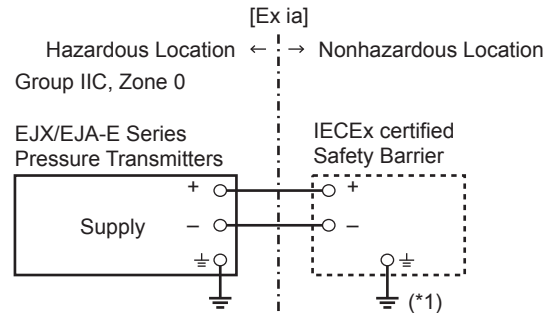 [Ex ia]
Hazardous Location ← → Nonhazardous Location
Group IIC, Zone 0
EJX/EJA-E Series
Pressure Transmitters
IECEx certified
Safety Barrier
+ +
Supply – –
(*1)